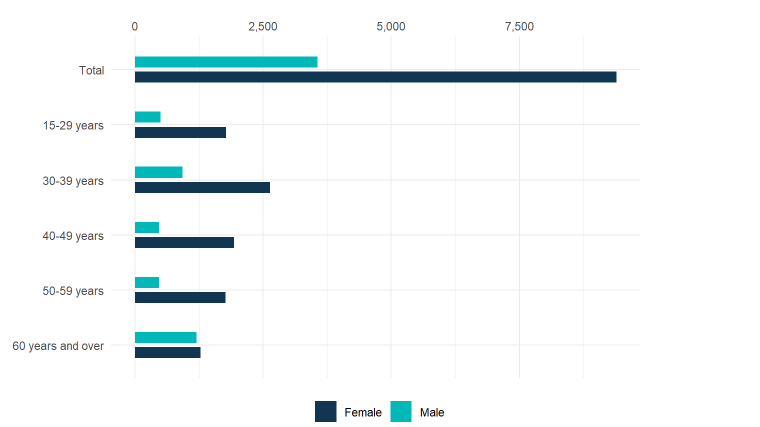 0 2,500 5,000 7,500
Total
15-29 years
30-39 years
40-49 years
50-59 years
60 years and over
Female Male